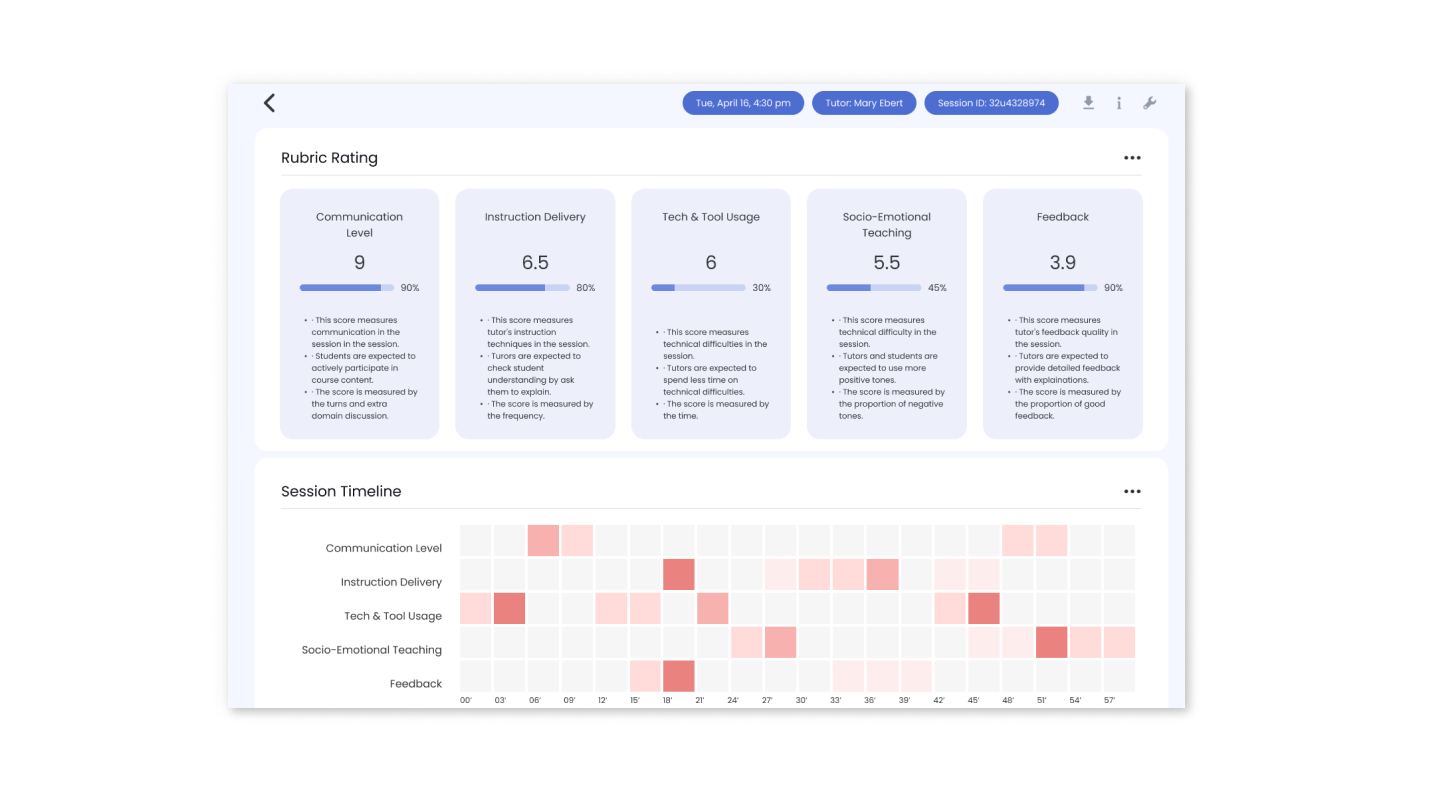 Tue, April 16, 4:30 pm
Tutor: Mary Ebert
Session ID: 32u4328974
Rubric Rating
Communication
Level
9
90%
• · This score measures
communication in the
session in the session.
• · Students are expected to
actively participate in
course content.
• · The score is measured by
the turns and extra
domain discussion.
Instruction Delivery
6.5
80%
• · This score measures
tutor's instruction
techniques in the session.
• · Turors are expected to
check student
understanding by ask
them to explain.
• · The score is measured by
the frequency.
Tech & Tool Usage
6
30%
• · This score measures
technical difficulties in the
session.
• · Tutors are expected to
spend less time on
technical difficulties.
• · The score is measured by
the time.
Socio-Emotional
Teaching
5.5
45%
• · This score measures
technical difficulty in the
session.
• · Tutors and students are
expected to use more
positive tones.
• · The score is measured by
the proportion of negative
tones.
Feedback
3.9
90%
• · This score measures
tutor's feedback quality in
the session.
• · Tutors are expected to
provide detailed feedback
with explainations.
• · The score is measured by
the proportion of good
feedback.
Session Timeline
Communication Level
Instruction Delivery
Tech & Tool Usage
Socio-Emotional Teaching
Feedback
00' 03' 06' 09' 12' 15' 18' 21' 24' 27' 30' 33' 36' 39' 42' 45' 48' 51' 54' 57'